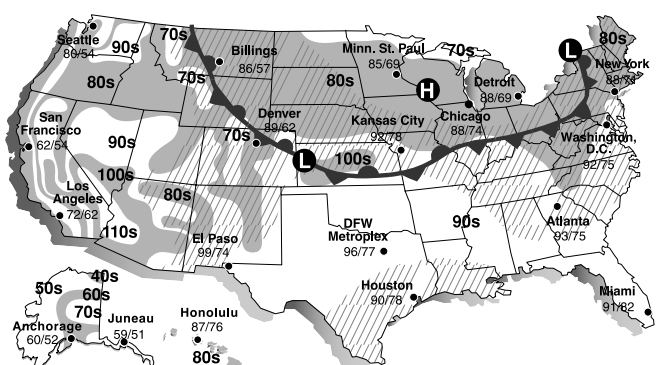 70s
80s
Seattle
80/54
90s
Billings
86/57
Minn. St. Paul
85/69
70s
L
New York
88/74
80s
70s
80s
H
Detroit
88/69
San
Francisco
62/54
Denver
89/62
Kansas City
92/78
Chicago
88/74
90s
70s
L
100s
Washington,
D.C.
92/75
100s
Los
Angeles
72/62
80s
110s
El Paso
99/74
DFW
Metroplex
96/77
90s
Atlanta
93/75
Houston
90/78
Miami
91/82
40s
50s
60s
70s
Anchorage
60/52
Juneau
59/51
Honolulu
87/76
80s